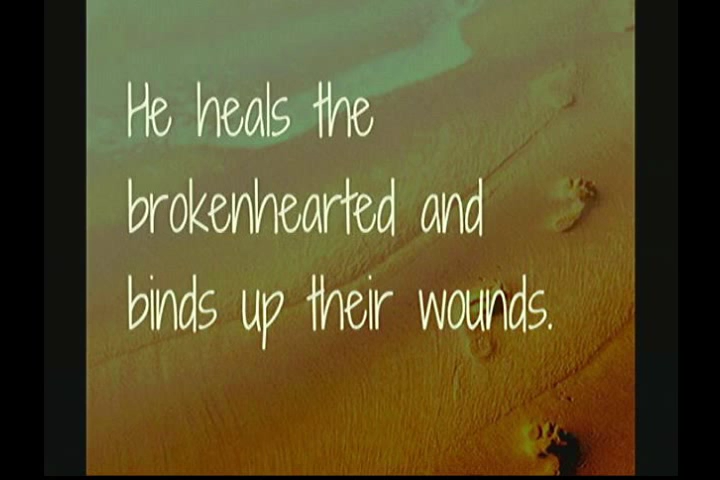 He heals the
brokenhearted and
binds up their wounds.